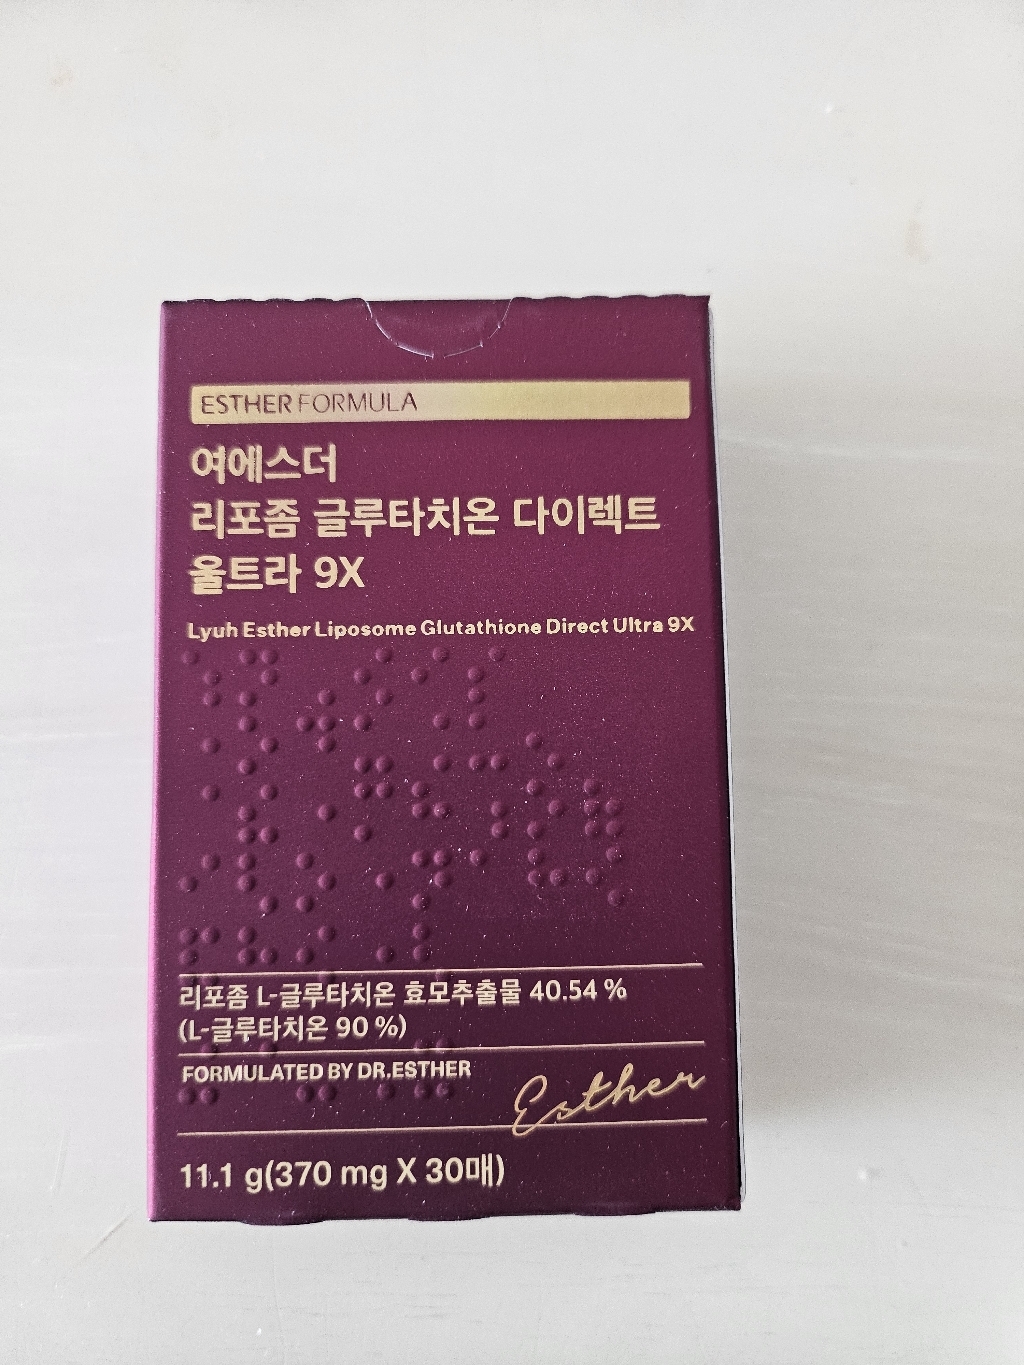 ESTHER FORMULA
여에스더
리포좀 글루타치온 다이렉트
울트라 9X
Lyuh Esther Liposome Glutathione Direct Ultra 9X
리포좀 L-글루타치온 효모추출물 40.54 %
(L-글루타치온 90 %)
FORMULATED BY DR.ESTHER
Esther
11.1 g(370 mg X 30매)